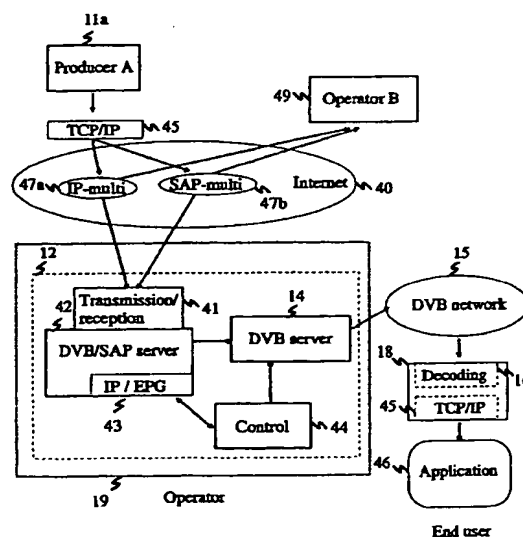 11a
Producer A
TCP/IP
45
49
Operator B
47a
IP-multi
SAP-multi
47b
Internet
40
12
42
Transmission/
reception
41
14
15
DVB/SAP server
DVB server
DVB network
IP / EPG
43
Control
44
18
Decoding
45
TCP/IP
46
Application
19
Operator
End user